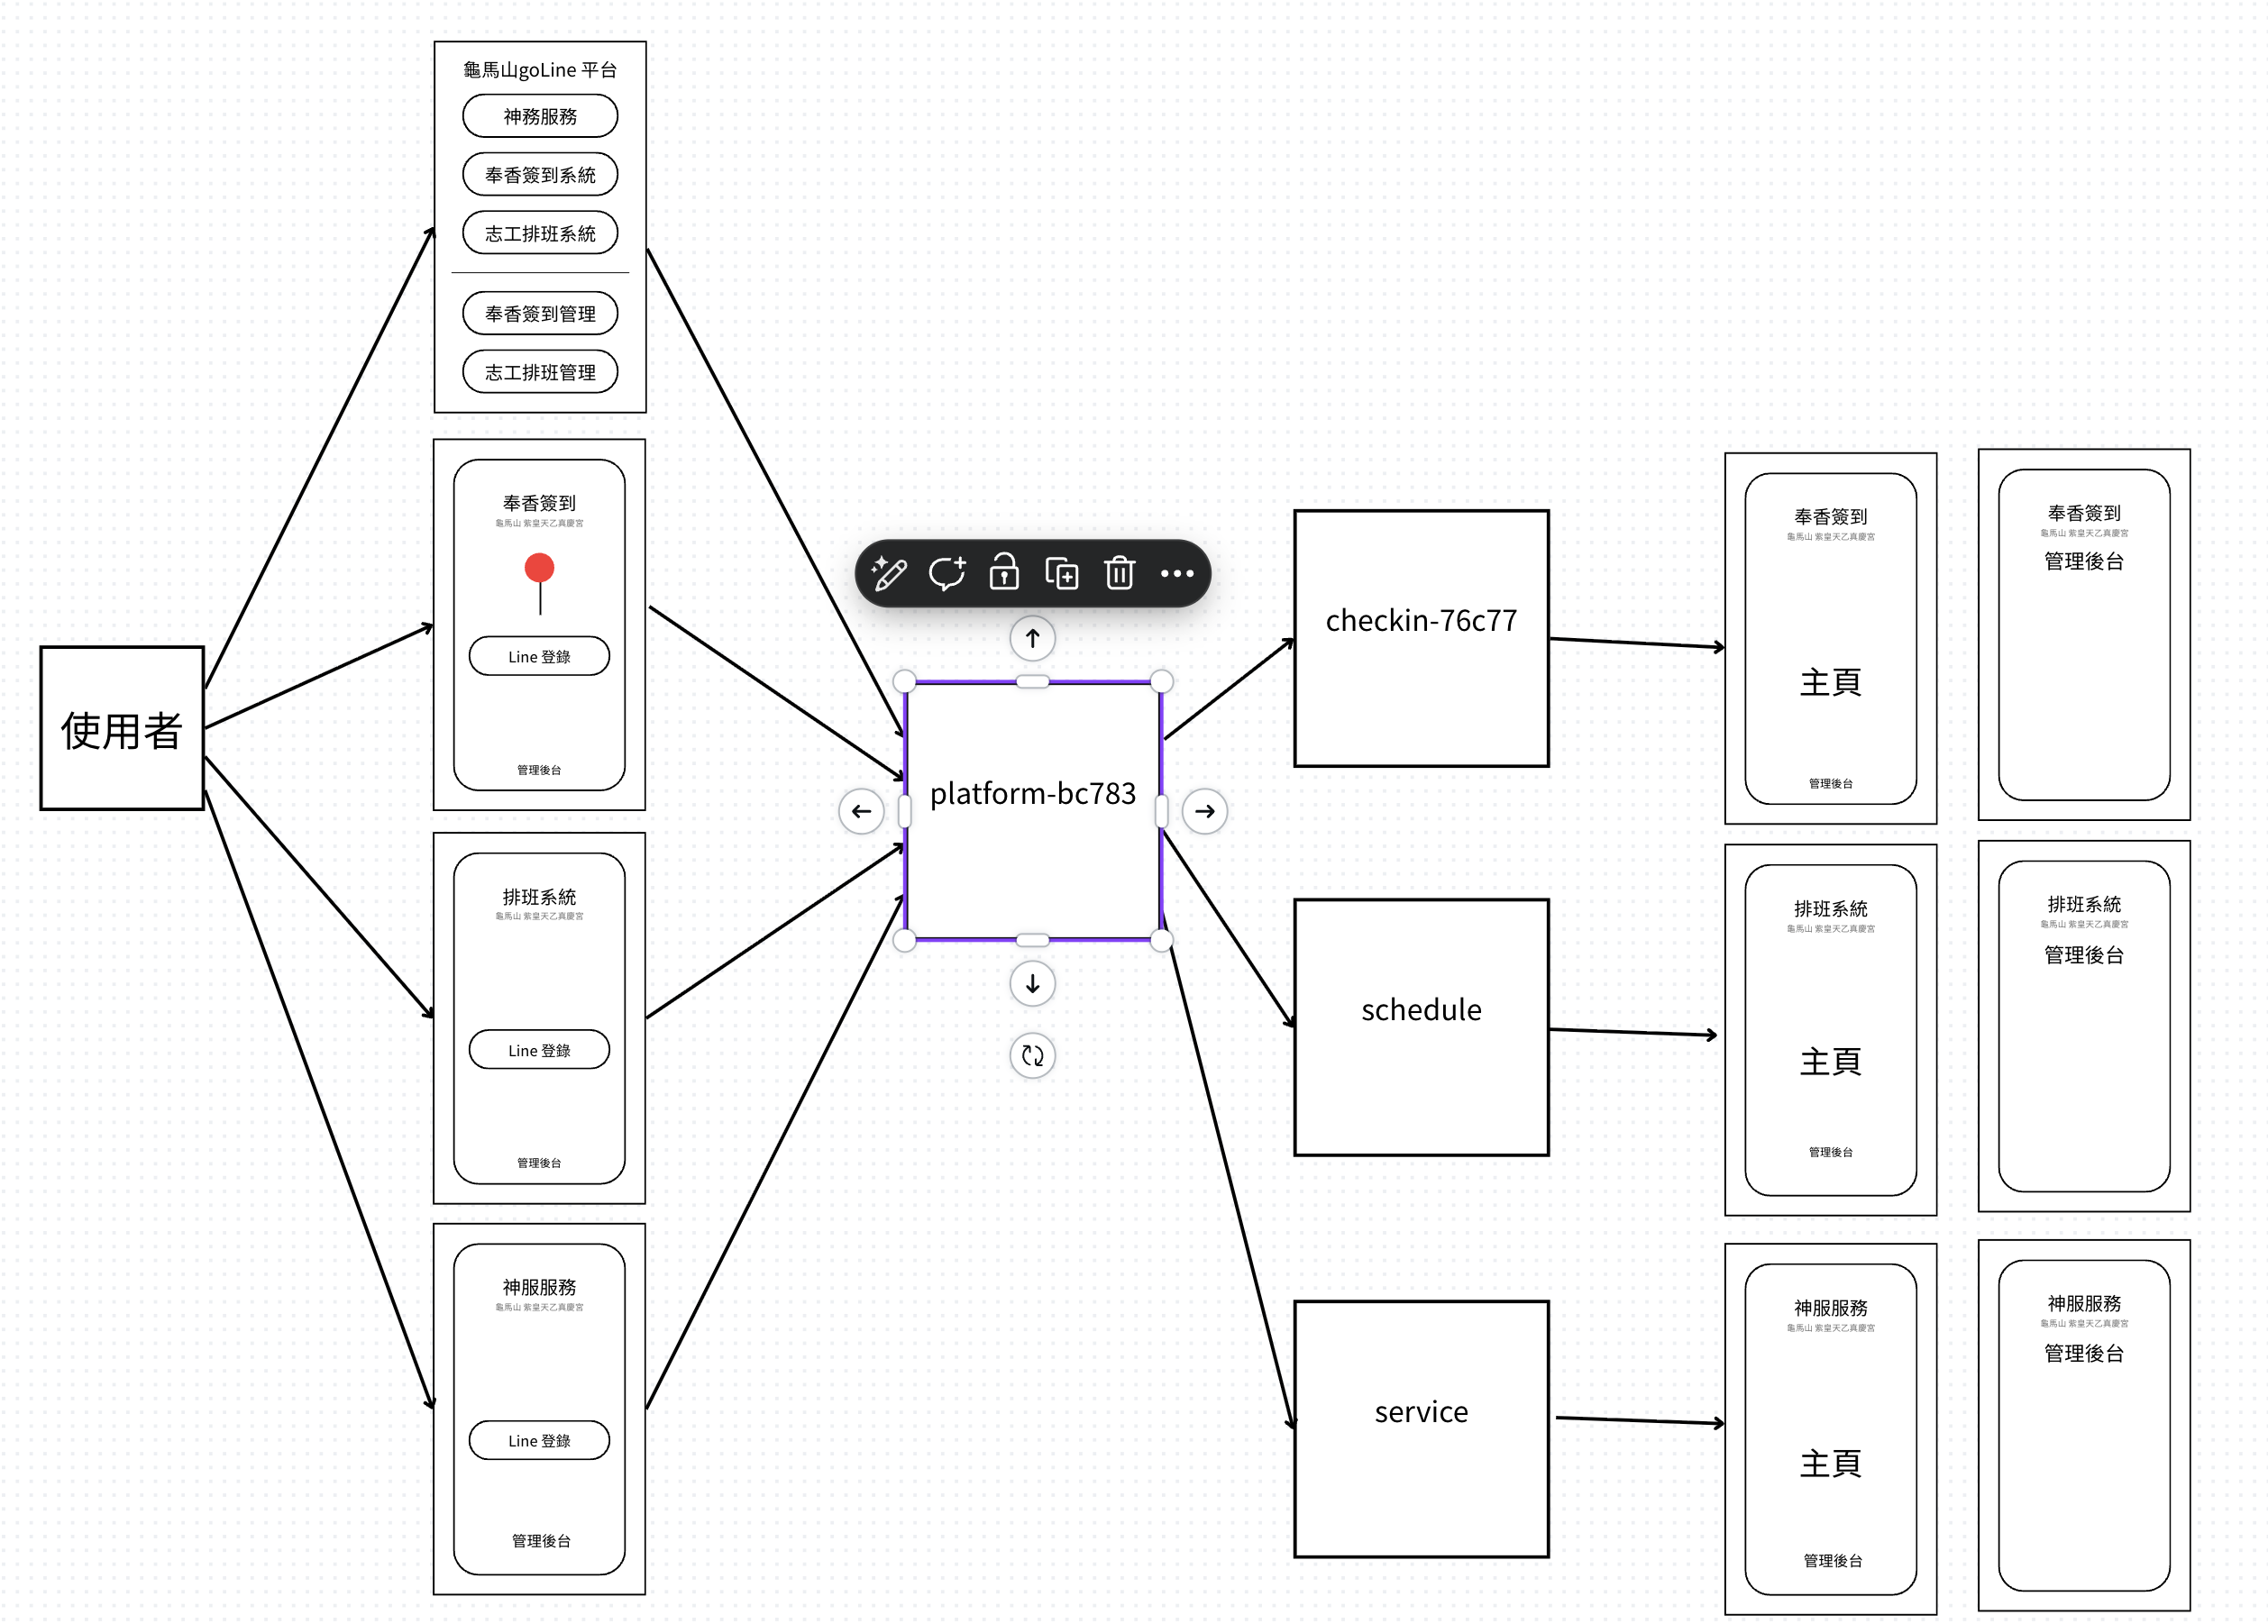 龜馬山goLine 平台
神務服務
奉香簽到系統
志工排班系統
奉香簽到管理
志工排班管理
使用者
奉香簽到
龜馬山 紫皇天乙真慶宮
Line 登錄
管理後台
排班系統
龜馬山 紫皇天乙真慶宮
Line 登錄
管理後台
神服服務
龜馬山 紫皇天乙真慶宮
Line 登錄
管理後台
platform-bc783
checkin-76c77
schedule
service
奉香簽到
龜馬山 紫皇天乙真慶宮
主頁
管理後台
奉香簽到
龜馬山 紫皇天乙真慶宮
管理後台
排班系統
龜馬山 紫皇天乙真慶宮
主頁
管理後台
排班系統
龜馬山 紫皇天乙真慶宮
管理後台
神服服務
龜馬山 紫皇天乙真慶宮
主頁
管理後台
神服服務
龜馬山 紫皇天乙真慶宮
管理後台